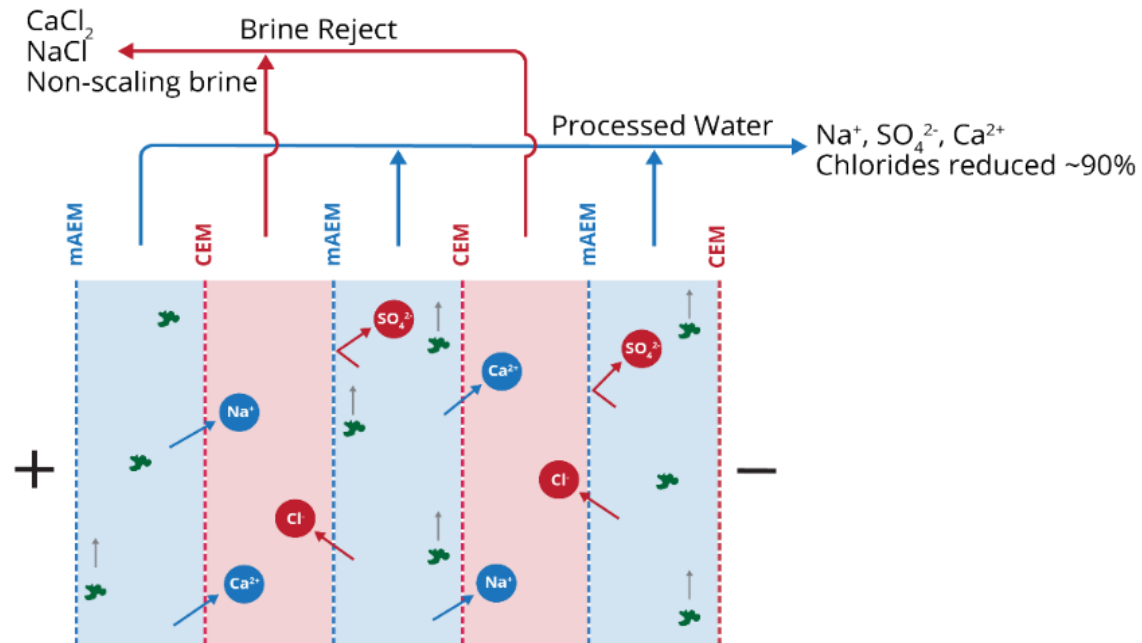 CaCl₂
NaCl
Non-scaling brine
Brine Reject
Processed Water
Na⁺, SO₄²⁻, Ca²⁺
Chlorides reduced ~90%
mAEM
CEM
mAEM
CEM
mAEM
CEM
SO₄²⁻
SO₄²⁻
Ca²⁺
Na⁺
+
−
Cl⁻
Cl⁻
Ca²⁺
Na⁺